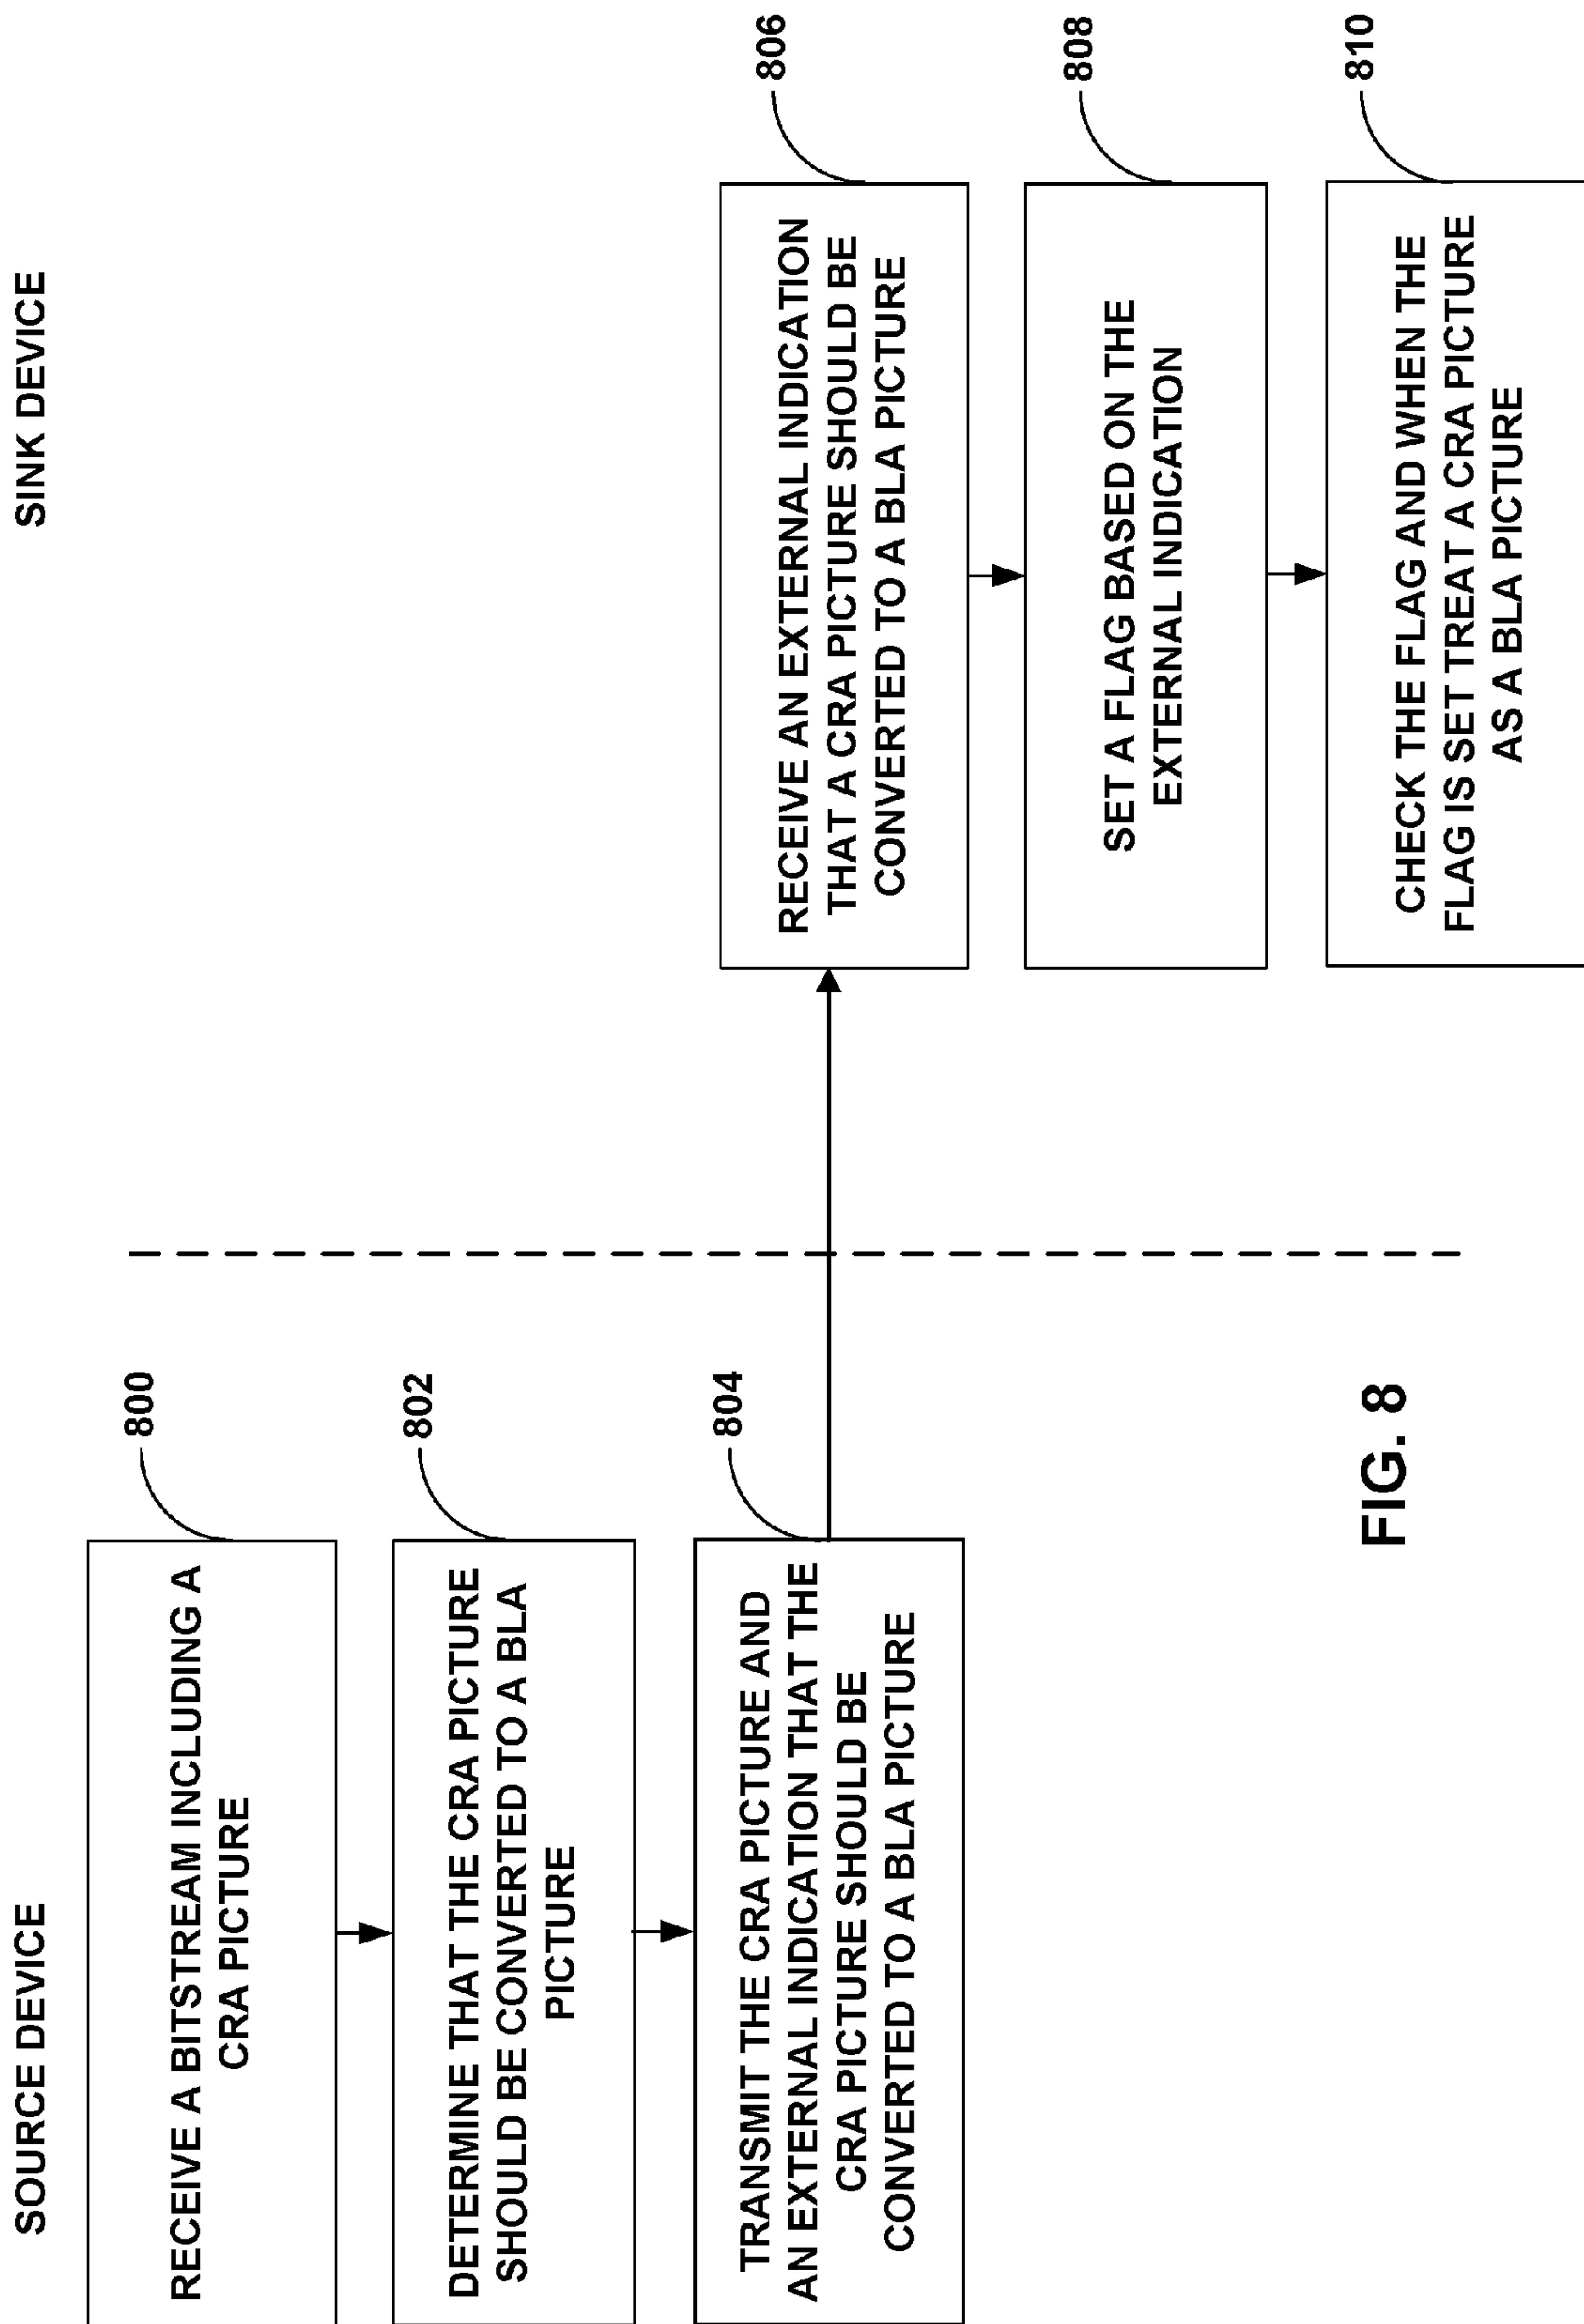 SOURCE DEVICE
800
RECEIVE A BITSTREAM INCLUDING A
CRA PICTURE
802
DETERMINE THAT THE CRA PICTURE
SHOULD BE CONVERTED TO A BLA
PICTURE
804
TRANSMIT THE CRA PICTURE AND
AN EXTERNAL INDICATION THAT THE
CRA PICTURE SHOULD BE
CONVERTED TO A BLA PICTURE
SINK DEVICE
806
RECEIVE AN EXTERNAL INDICATION
THAT A CRA PICTURE SHOULD BE
CONVERTED TO A BLA PICTURE
808
SET A FLAG BASED ON THE
EXTERNAL INDICATION
810
CHECK THE FLAG AND WHEN THE
FLAG IS SET TREAT A CRA PICTURE
AS A BLA PICTURE
FIG. 8